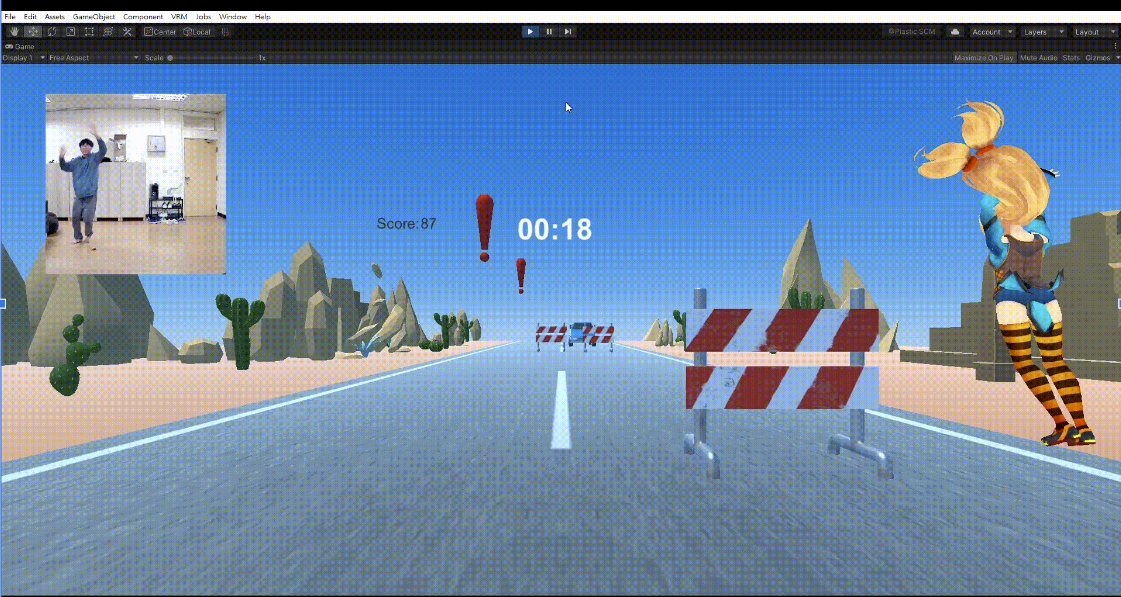 File Edit Assets GameObject Component VRM Jobs Window Help
Center Local Plastic SCM Account Layers Layout
Game
Display 1 Free Aspect Scale 1x Maximize On Play Mute Audio Stats Gizmos
Score:87 00:18